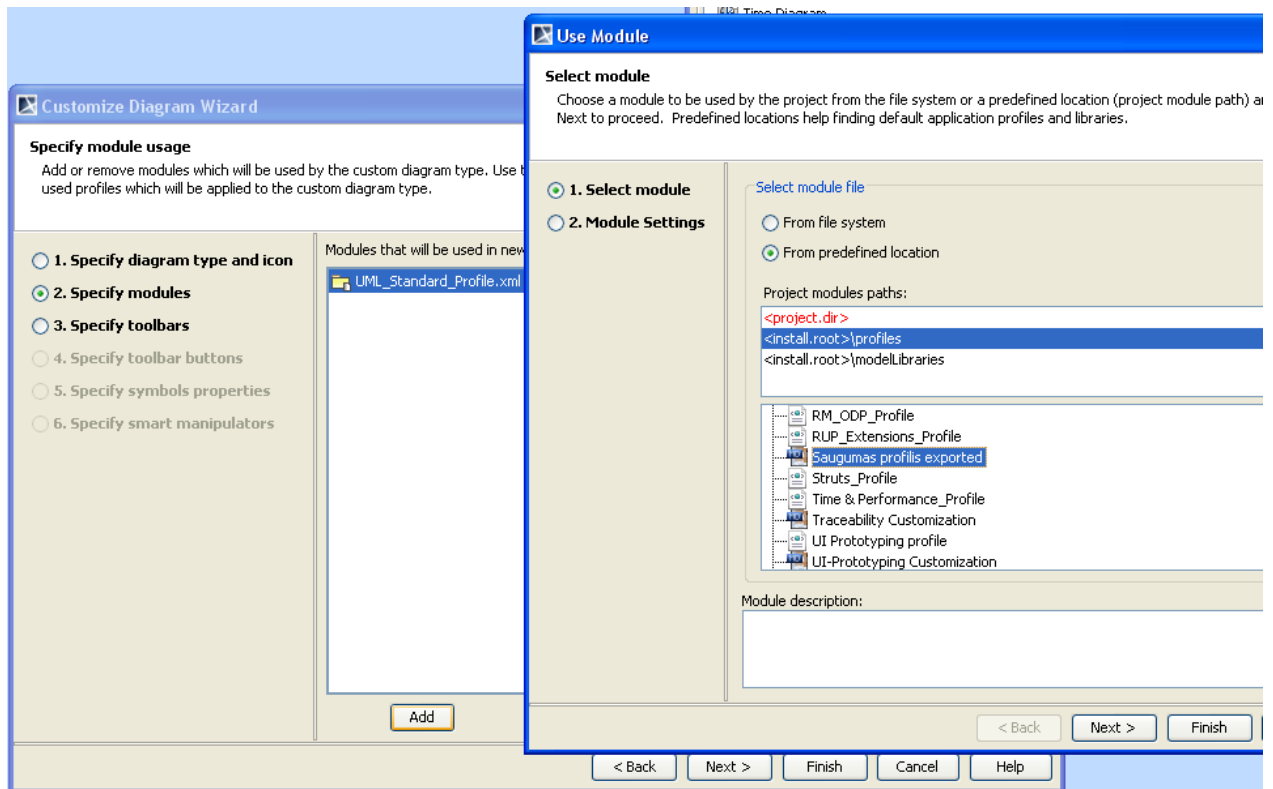 Time Diagram
Use Module
Select module
Choose a module to be used by the project from the file system or a predefined location (project module path) a
Next to proceed. Predefined locations help finding default application profiles and libraries.
1. Select module
2. Module Settings
Select module file
From file system
From predefined location
Project modules paths:
<project.dir>
<install.root>\profiles
<install.root>\modelLibraries
RM_ODP_Profile
RUP_Extensions_Profile
Saugumas profilis exported
Struts_Profile
Time & Performance_Profile
Traceability Customization
UI Prototyping profile
UI-Prototyping Customization
Module description:
< Back
Next >
Finish
Customize Diagram Wizard
Specify module usage
Add or remove modules which will be used by the custom diagram type. Use t
used profiles which will be applied to the custom diagram type.
1. Specify diagram type and icon
2. Specify modules
3. Specify toolbars
4. Specify toolbar buttons
5. Specify symbols properties
6. Specify smart manipulators
Modules that will be used in new
UML_Standard_Profile.xml
Add
< Back
Next >
Finish
Cancel
Help